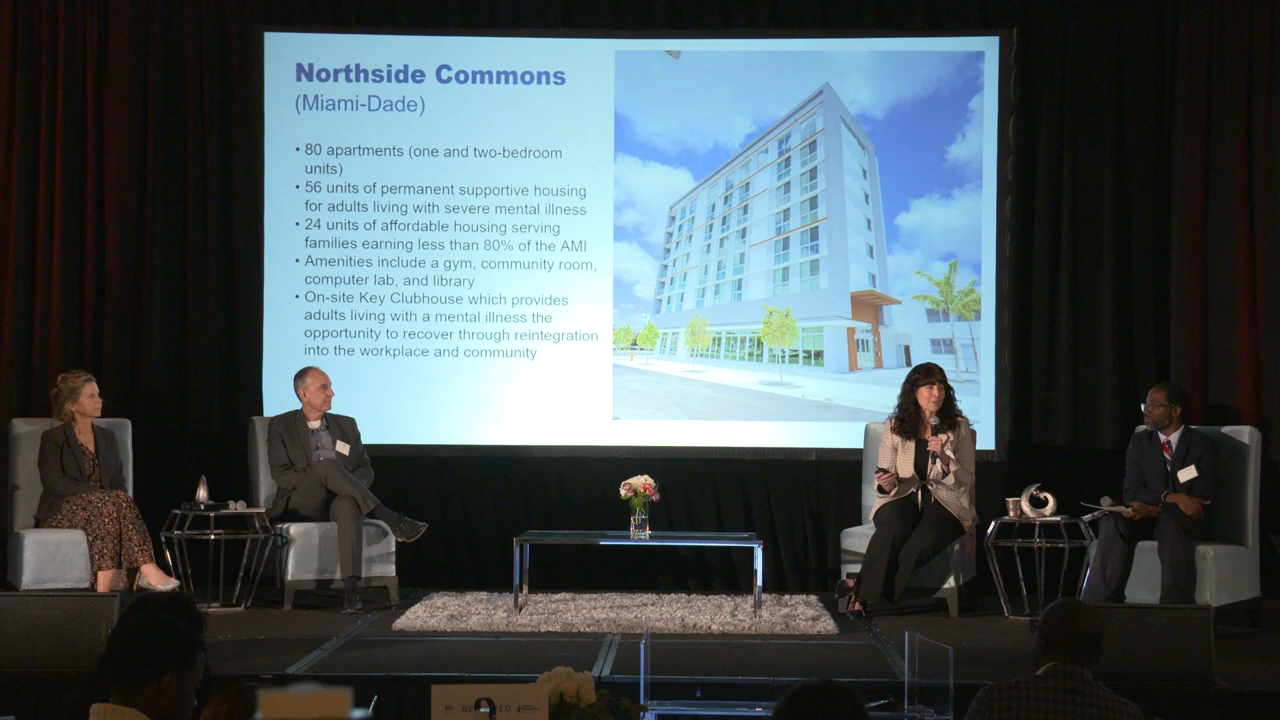 Northside Commons
(Miami-Dade)
• 80 apartments (one and two-bedroom
units)
• 56 units of permanent supportive housing
for adults living with severe mental illness
• 24 units of affordable housing serving
families earning less than 80% of the AMI
• Amenities include a gym, community room,
computer lab, and library
• On-site Key Clubhouse which provides
adults living with a mental illness the
opportunity to recover through reintegration
into the workplace and community